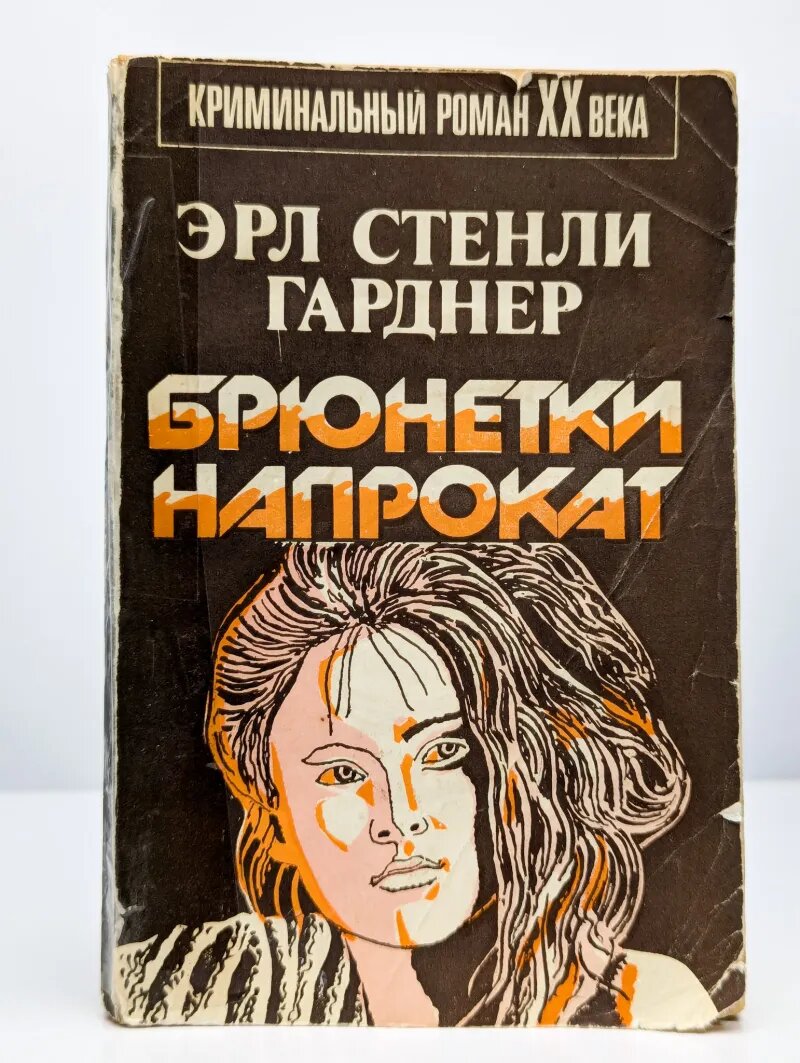 КРИМИНАЛЬНЫЙ РОМАН XX ВЕКА
ЭРЛ СТЕНЛИ
ГАРДНЕР
БРЮНЕТКИ
НАПРОКАТ